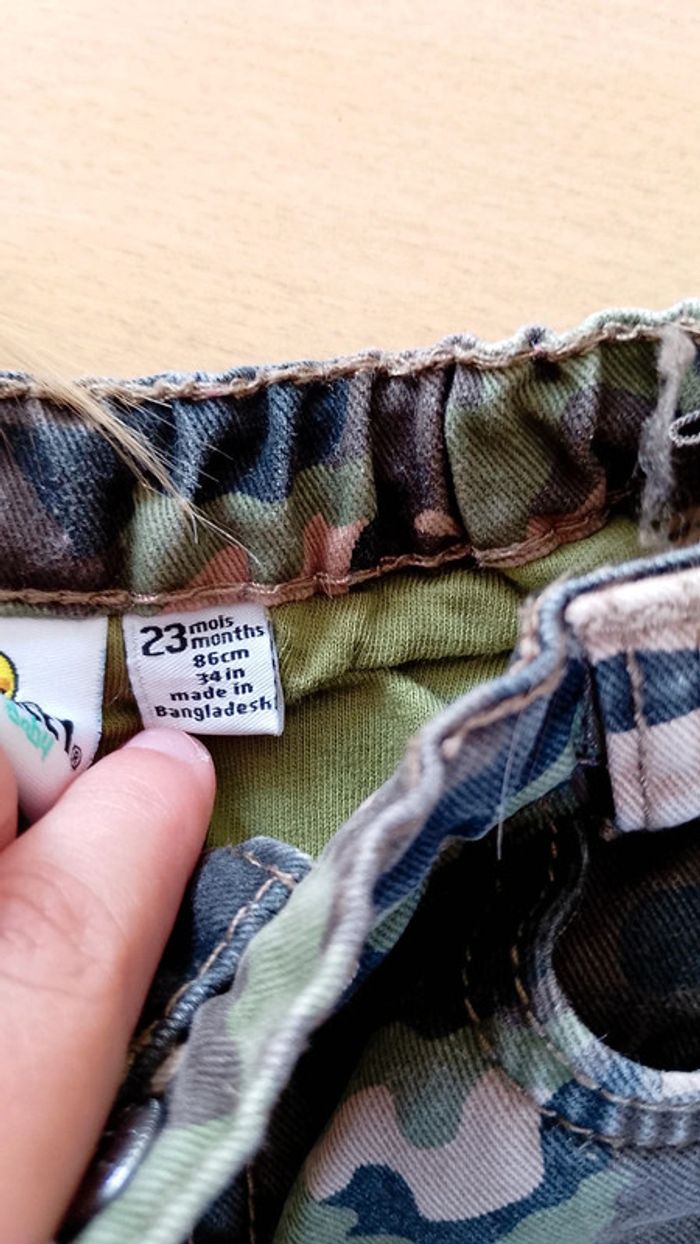 23 mois
months
86cm
34in
made in
Bangladesh